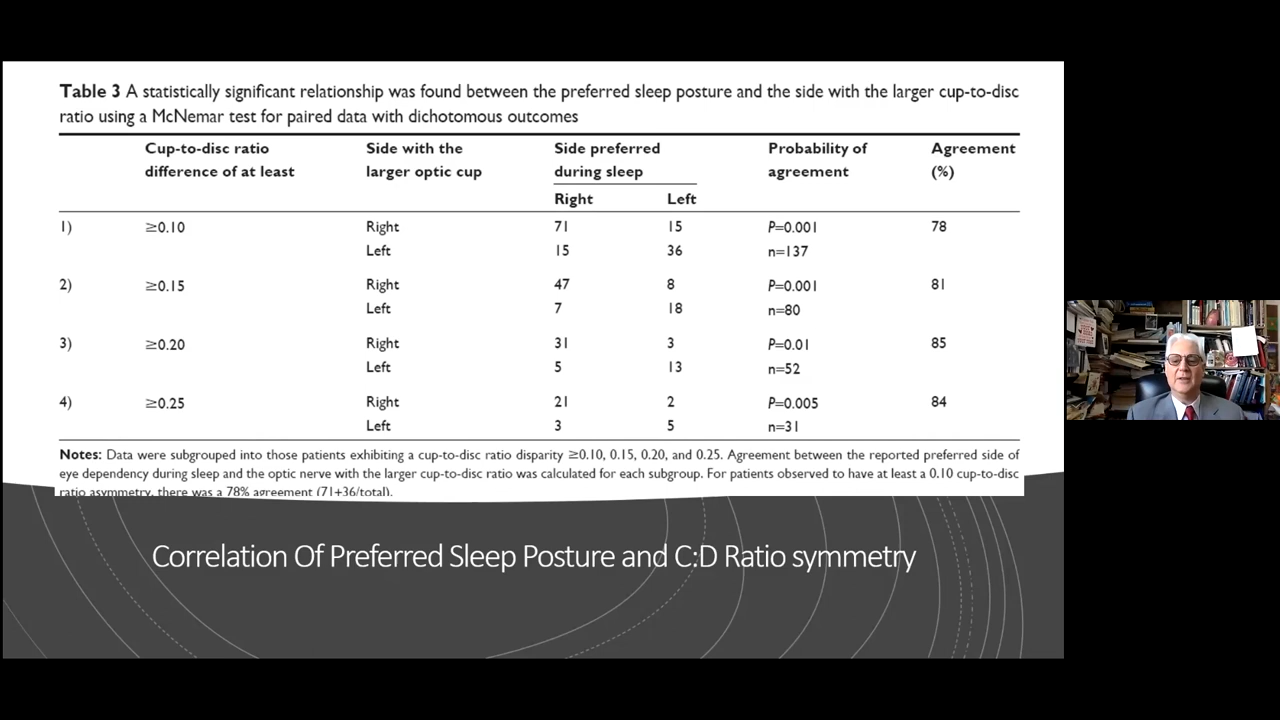 Table 3 A statistically significant relationship was found between the preferred sleep posture and the side with the larger cup-to-disc
ratio using a McNemar test for paired data with dichotomous outcomes
Cup-to-disc ratio Side with the Side preferred Probability of Agreement
difference of at least larger optic cup during sleep agreement (%)
Right Left
1) ≥0.10 Right 71 15 P=0.001 78
Left 15 36 n=137
2) ≥0.15 Right 47 8 P=0.001 81
Left 7 18 n=80
3) ≥0.20 Right 31 3 P=0.01 85
Left 5 13 n=52
4) ≥0.25 Right 21 2 P=0.005 84
Left 3 5 n=31
Notes: Data were subgrouped into those patients exhibiting a cup-to-disc ratio disparity ≥0.10, 0.15, 0.20, and 0.25. Agreement between the reported preferred side of
eye dependency during sleep and the optic nerve with the larger cup-to-disc ratio was calculated for each subgroup. For patients observed to have at least a 0.10 cup-to-disc
ratio asymmetry, there was a 78% agreement (71+36/total).
Correlation Of Preferred Sleep Posture and C:D Ratio symmetry